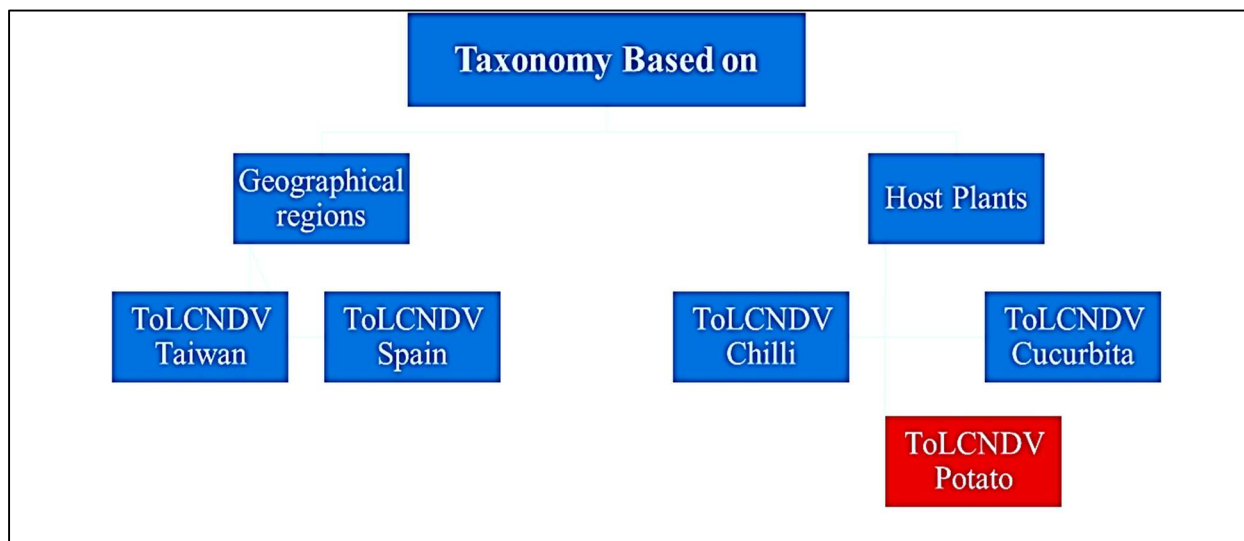 Taxonomy Based on
Geographical
regions
Host Plants
ToLCNDV
Taiwan
ToLCNDV
Spain
ToLCNDV
Chilli
ToLCNDV
Cucurbita
ToLCNDV
Potato